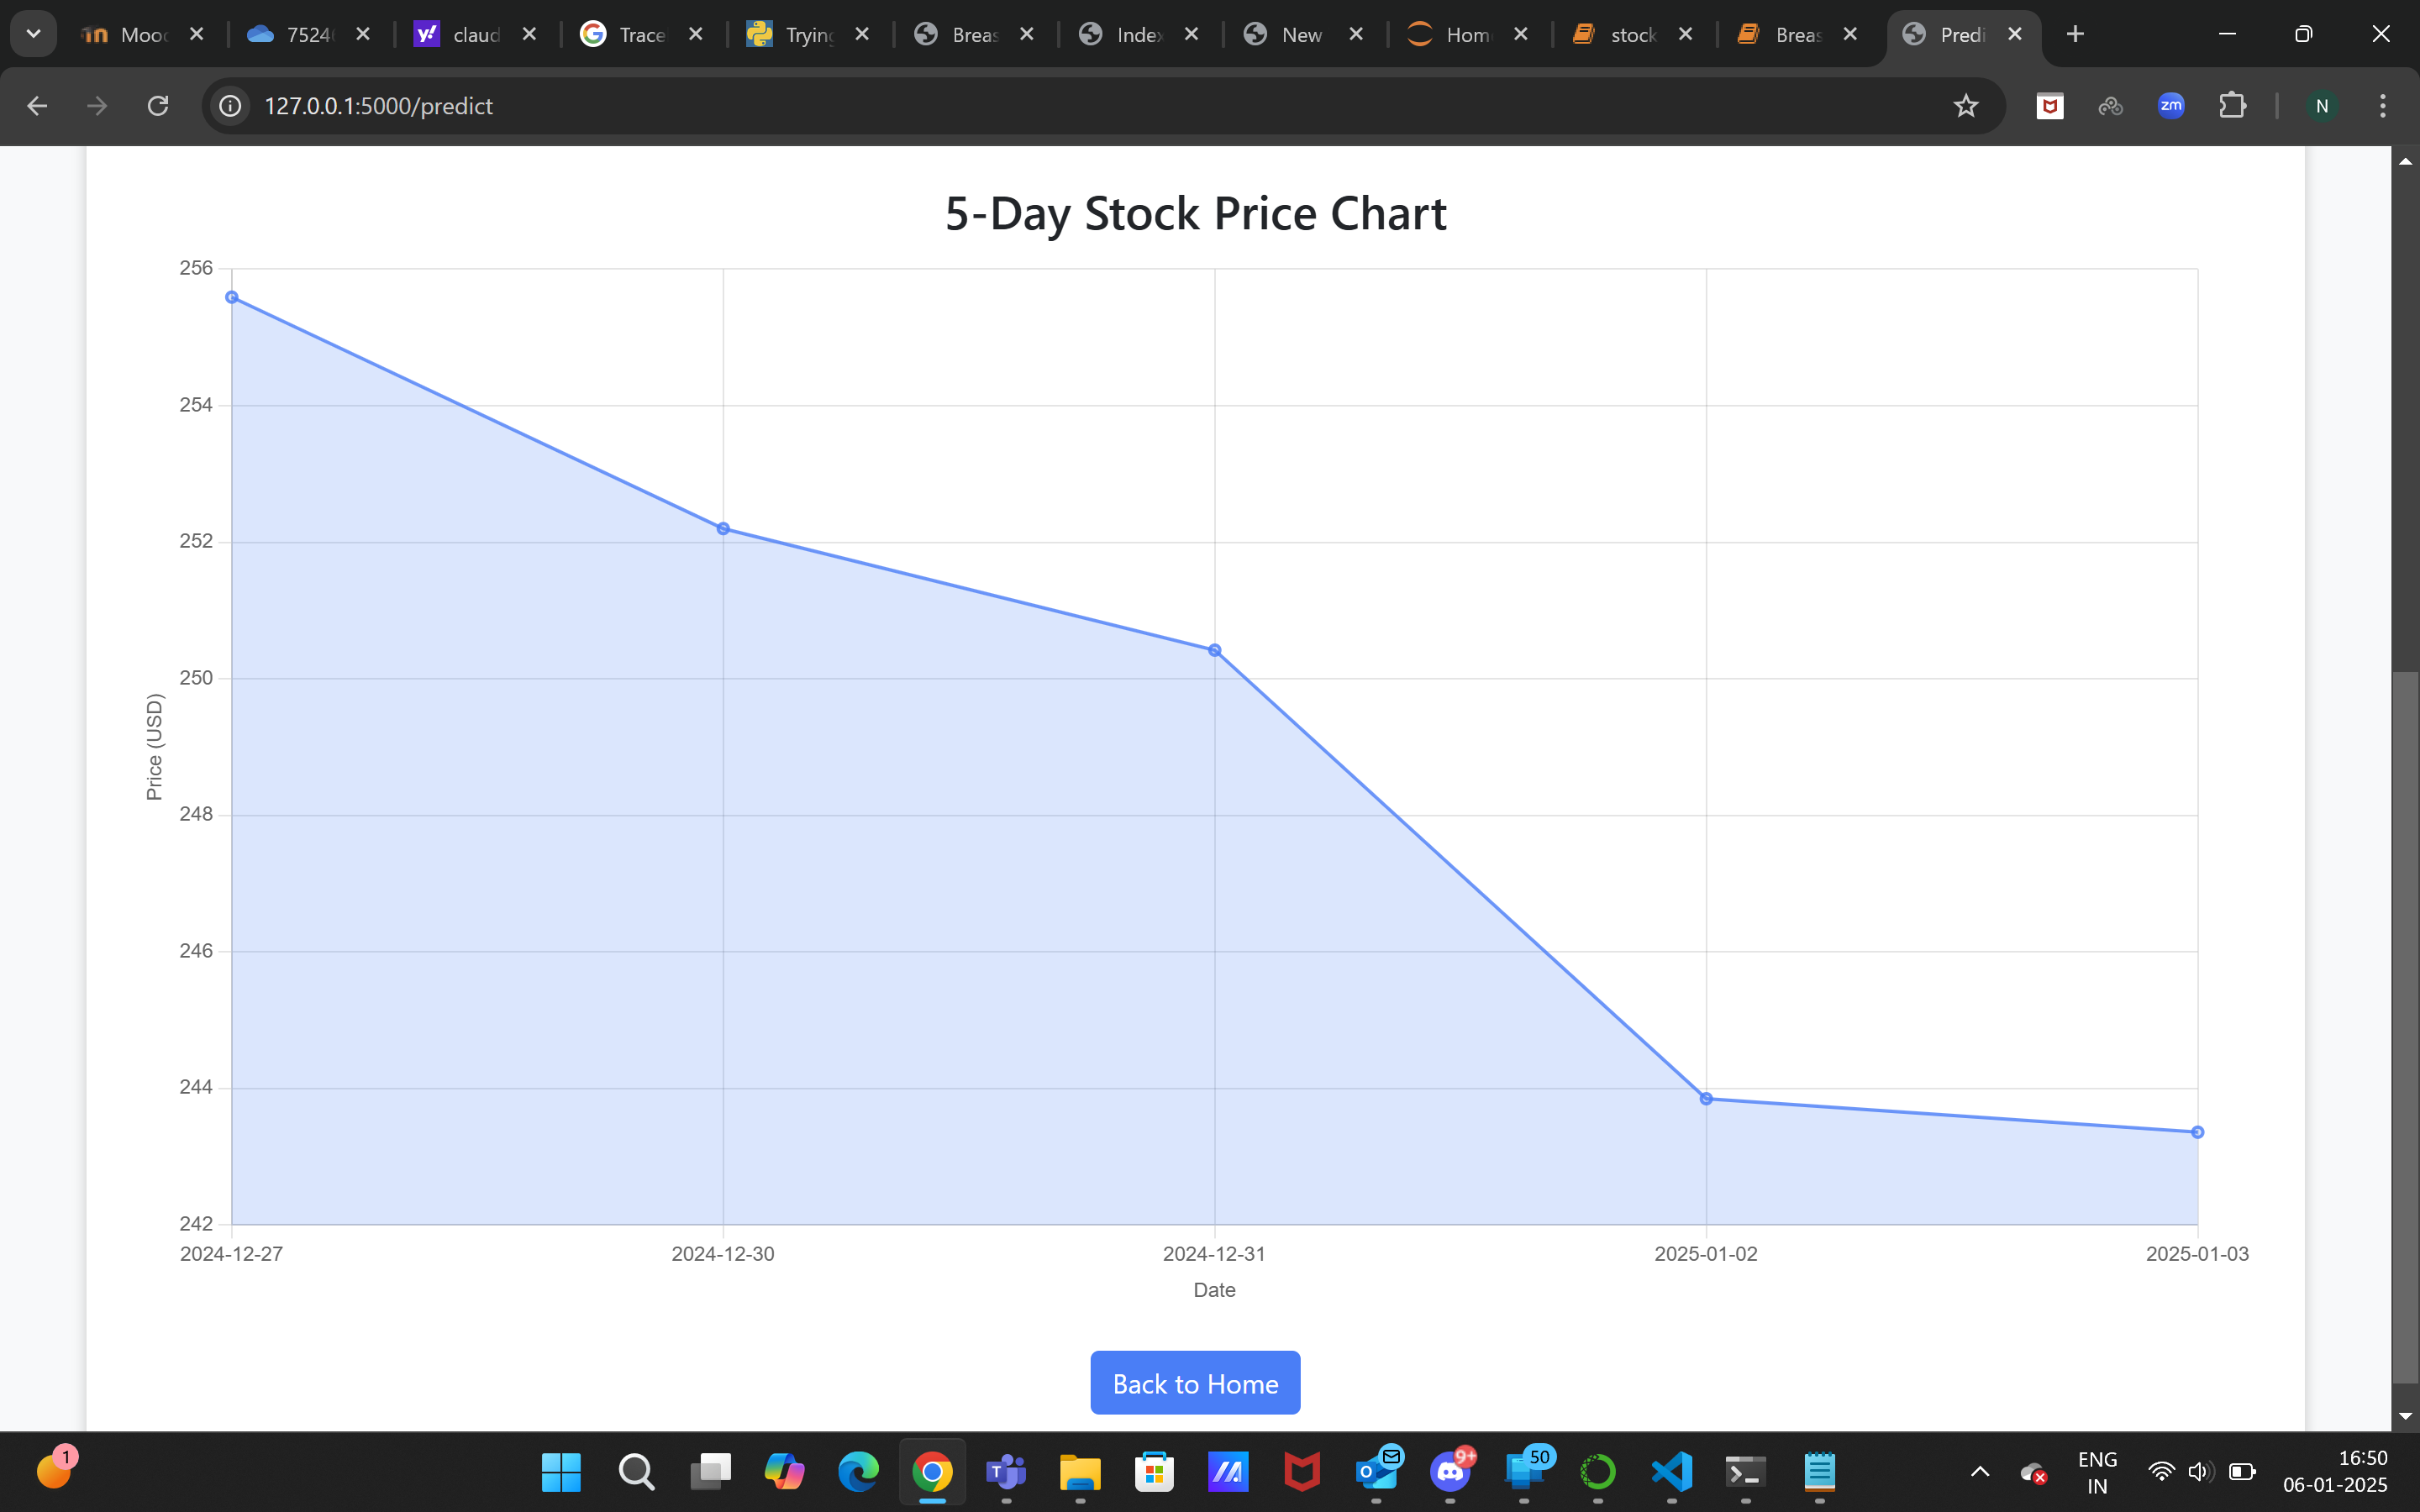 Mooc
7524
claud
Trace
Trying
Breas
Index
New
Hom
stock
Breas
Predi
127.0.0.1:5000/predict
zm
N
5-Day Stock Price Chart
256
254
252
250
248
246
244
242
Price (USD)
2024-12-27
2024-12-30
2024-12-31
2025-01-02
2025-01-03
Date
Back to Home
1
9+
50
ENG
IN
16:50
06-01-2025